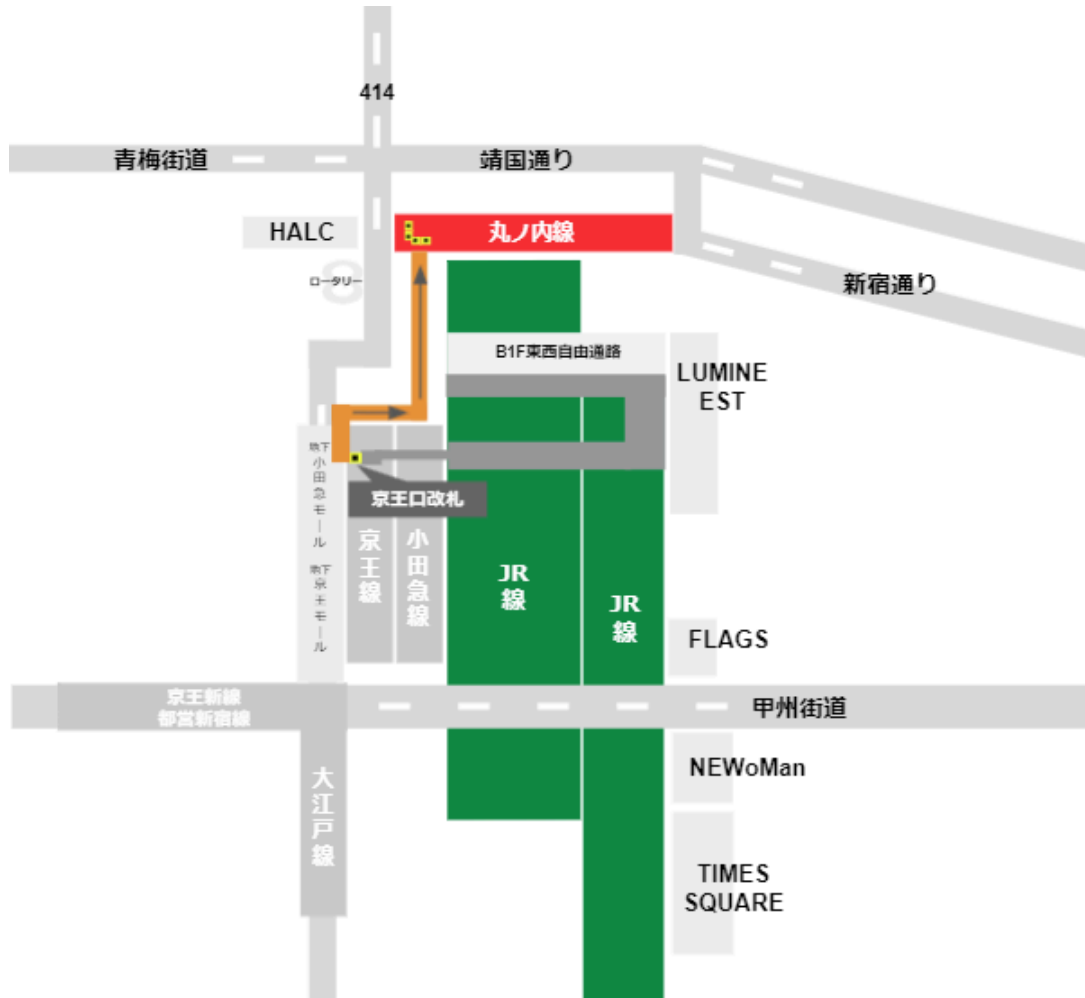 414
青梅街道
靖国通り
HALC
丸ノ内線
ロータリー
8
新宿通り
B1F東西自由通路
LUMINE
EST
地下
小田急モール
京王口改札
京王線
小田急線
JR
線
地下
京王モール
JR
線
FLAGS
京王新線
都営新宿線
甲州街道
NEWoMan
大江戸線
TIMES
SQUARE